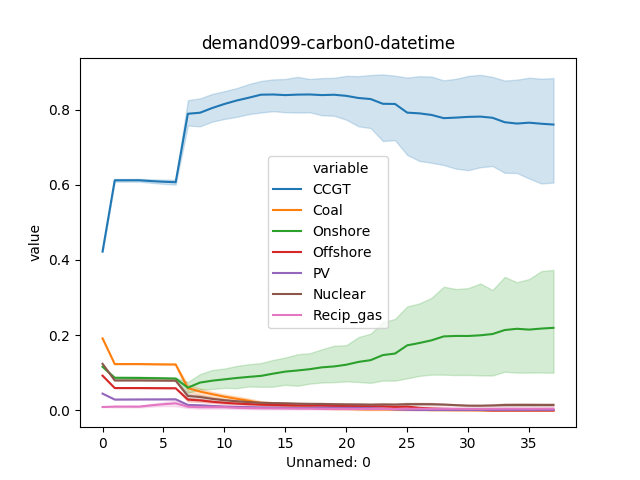 demand099-carbon0-datetime
value
0.8
0.6
0.4
0.2
0.0
variable
CCGT
Coal
Onshore
Offshore
PV
Nuclear
Recip_gas
0 5 10 15 20 25 30 35
Unnamed: 0